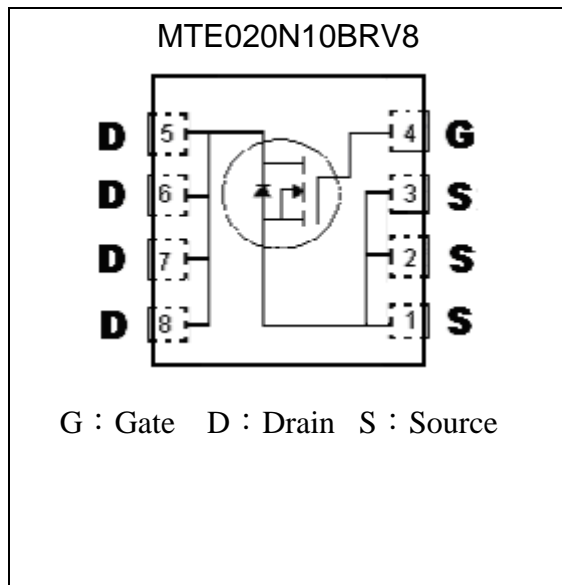 MTE020N10BRV8
D 5 4 G
D 6 3 S
D 7 2 S
D 8 1 S
G：Gate D：Drain S：Source